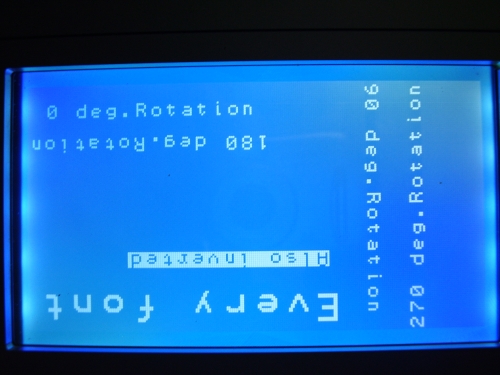 0 deg.Rotation
180 deg.Rotation
90 deg.Rotation
270 deg.Rotation
Also inverted
Every font